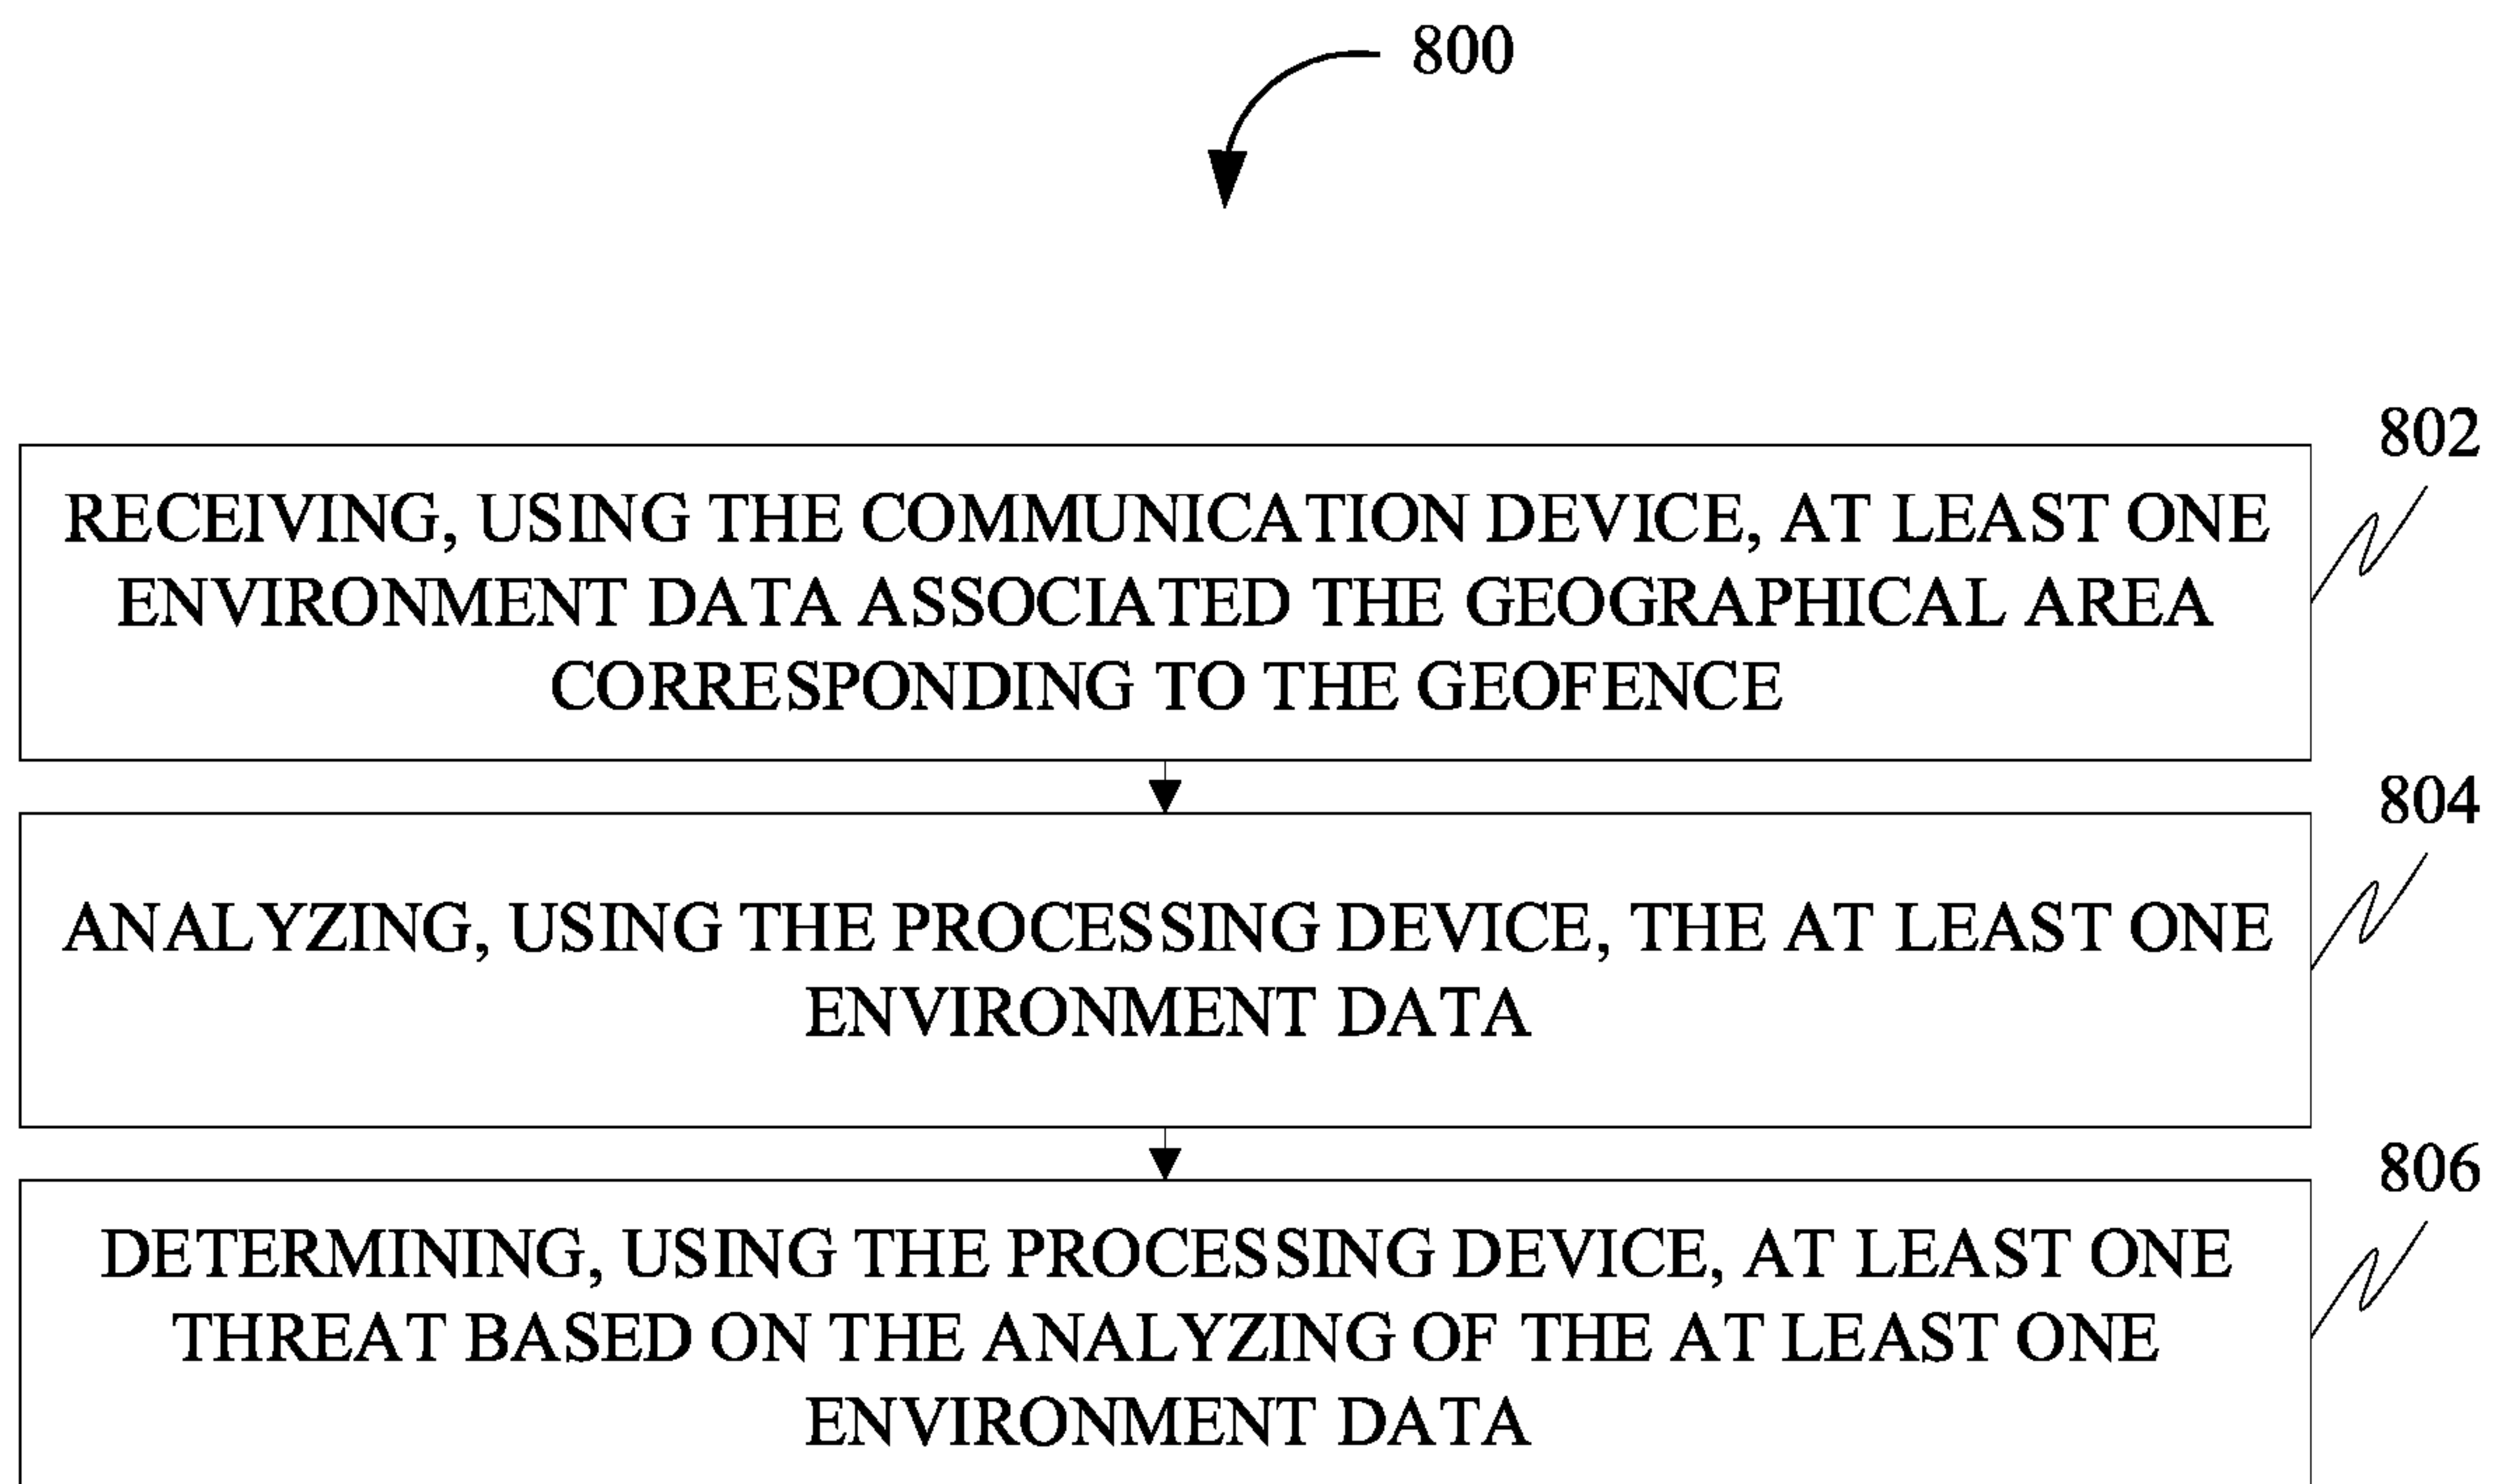 800
802
RECEIVING, USING THE COMMUNICATION DEVICE, AT LEAST ONE
ENVIRONMENT DATA ASSOCIATED THE GEOGRAPHICAL AREA
CORRESPONDING TO THE GEOFENCE
804
ANALYZING, USING THE PROCESSING DEVICE, THE AT LEAST ONE
ENVIRONMENT DATA
806
DETERMINING, USING THE PROCESSING DEVICE, AT LEAST ONE
THREAT BASED ON THE ANALYZING OF THE AT LEAST ONE
ENVIRONMENT DATA